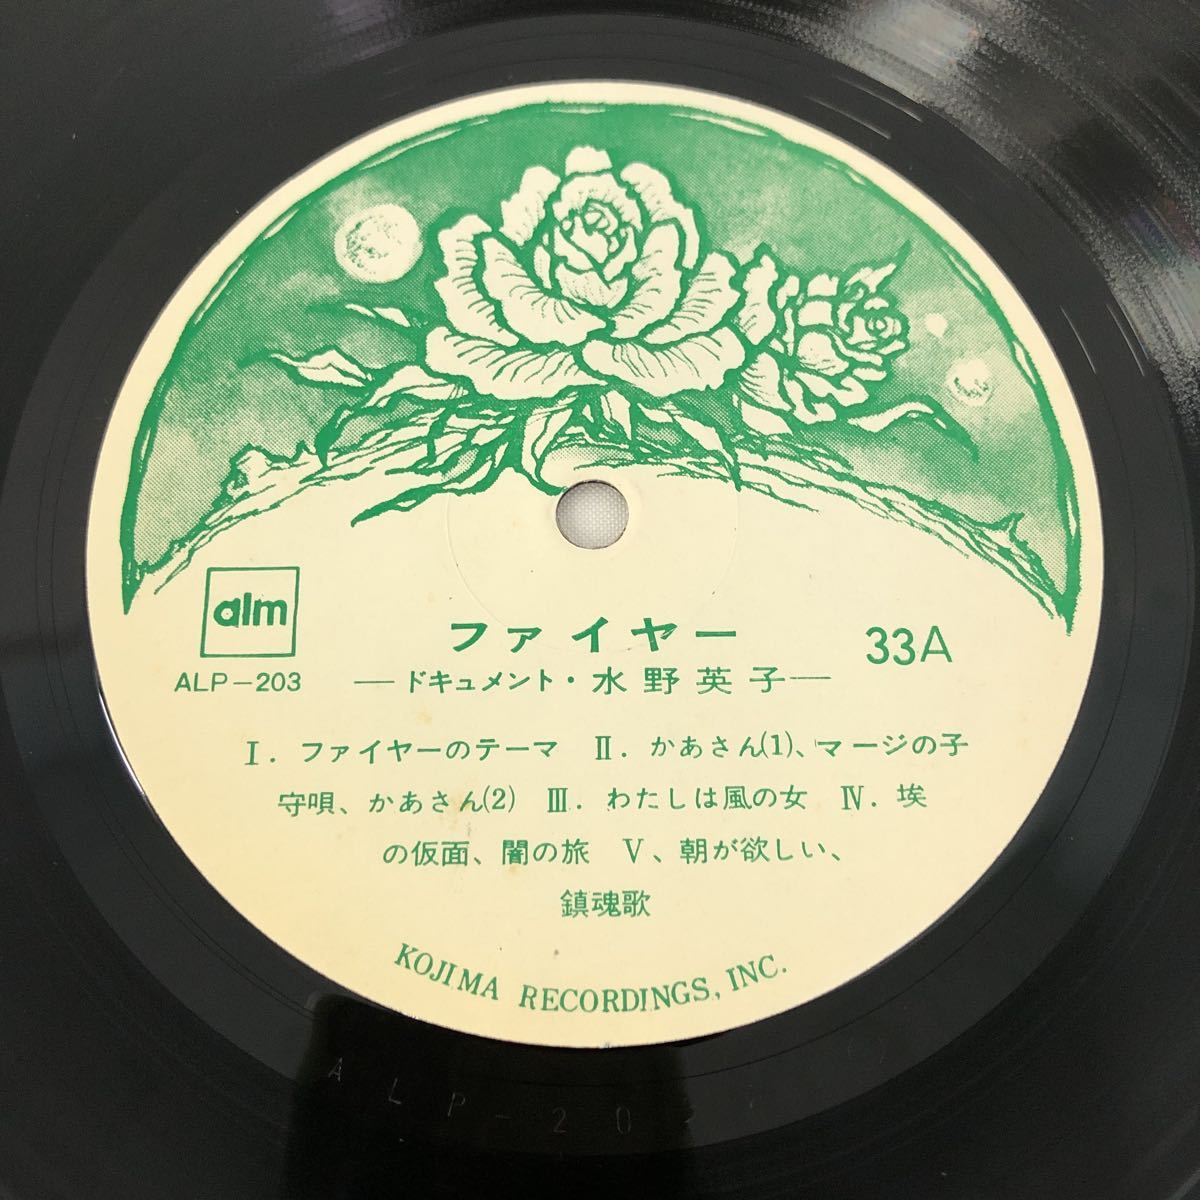 alm
ALP-203
ファイヤー
33A
—ドキュメント・水野英子—
Ⅰ. ファイヤーのテーマ Ⅱ. かあさん(1)、マージの子
守唄、かあさん(2) Ⅲ. わたしは風の女 Ⅳ. 埃
の仮面、闇の旅 Ⅴ、朝が欲しい、
鎮魂歌
KOJIMA RECORDINGS, INC.
ALP-20